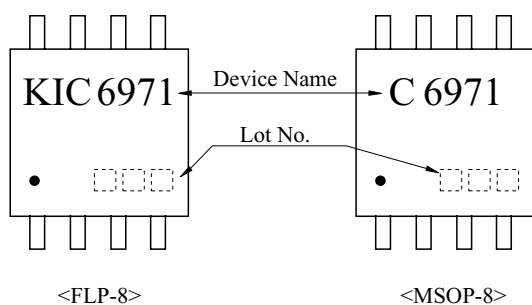 KIC 6971
Device Name
C 6971
Lot No.
<FLP-8>
<MSOP-8>